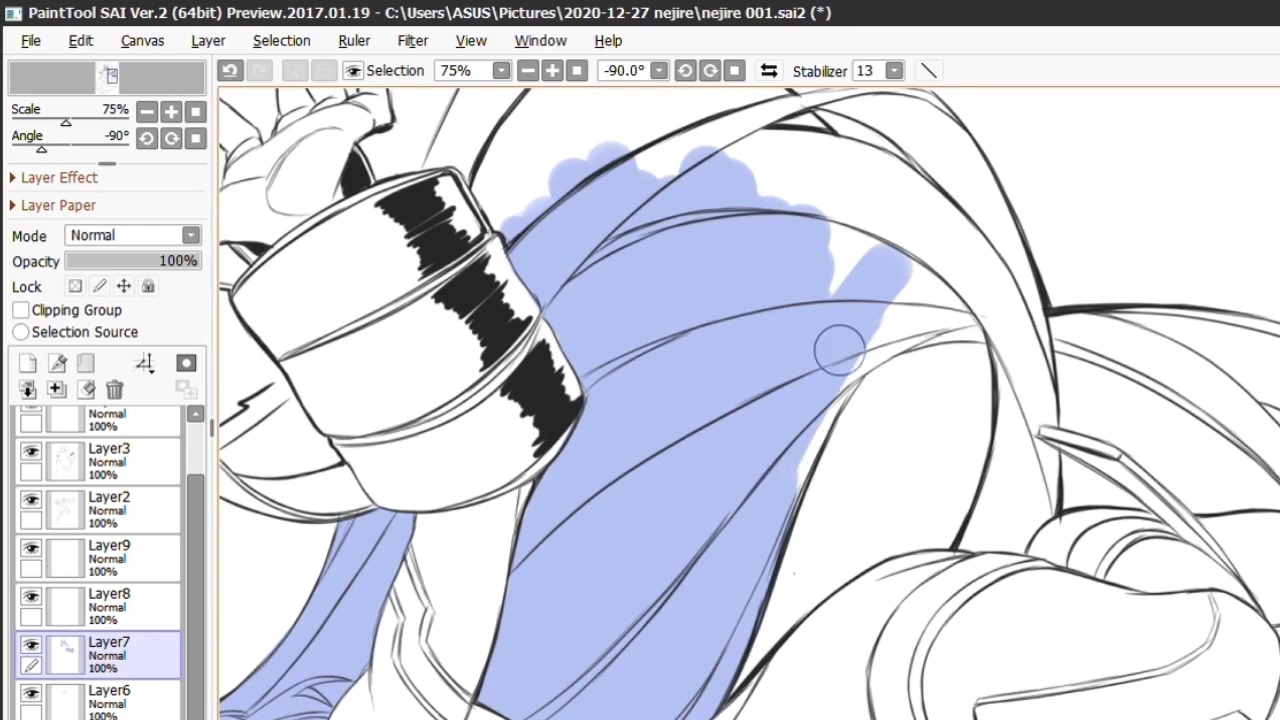 PaintTool SAI Ver.2 (64bit) Preview.2017.01.19 - C:\Users\ASUS\Pictures\2020-12-27 nejire\nejire 001.sai2 (*)
File Edit Canvas Layer Selection Ruler Filter View Window Help
Selection 75% -90.0° Stabilizer 13
Scale 75%
Angle -90°
Layer Effect
Layer Paper
Mode Normal
Opacity 100%
Lock
Clipping Group
Selection Source
Normal
100%
Layer3
Normal
100%
Layer2
Normal
100%
Layer9
Normal
100%
Layer8
Normal
100%
Layer7
Normal
100%
Layer6
Normal
100%